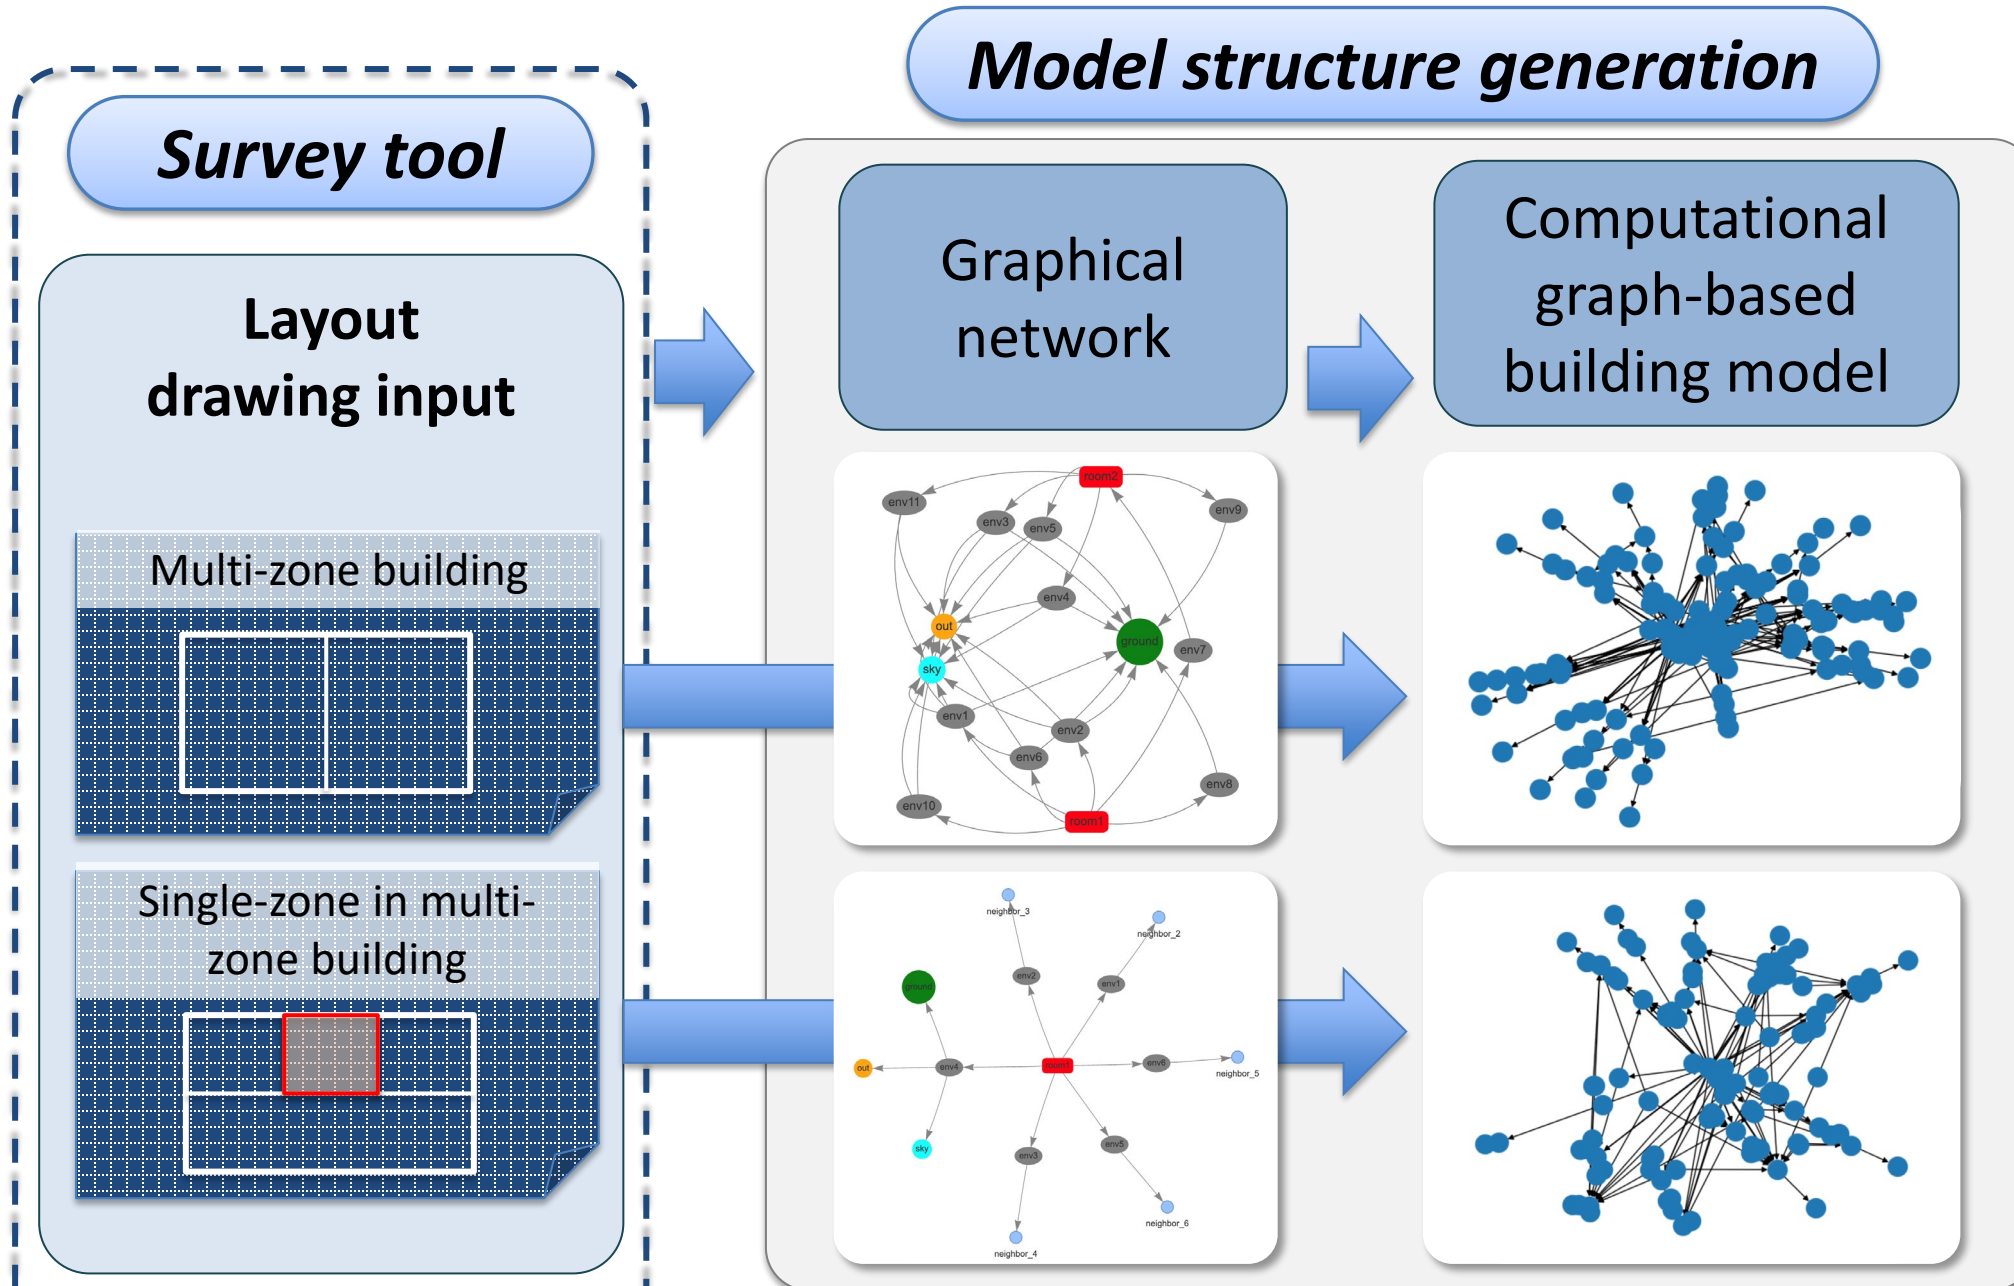 Model structure generation
Survey tool
Layout
drawing input
Graphical
network
Computational
graph-based
building model
Multi-zone building
Single-zone in multi-
zone building
room2
env11
env9
env3
env5
env4
out
ground
env7
sky
env1
env2
env6
env8
env10
room1
neighbor_3
neighbor_2
env2
env1
ground
out
env4
room1
env6
neighbor_5
sky
env3
env5
neighbor_6
neighbor_4